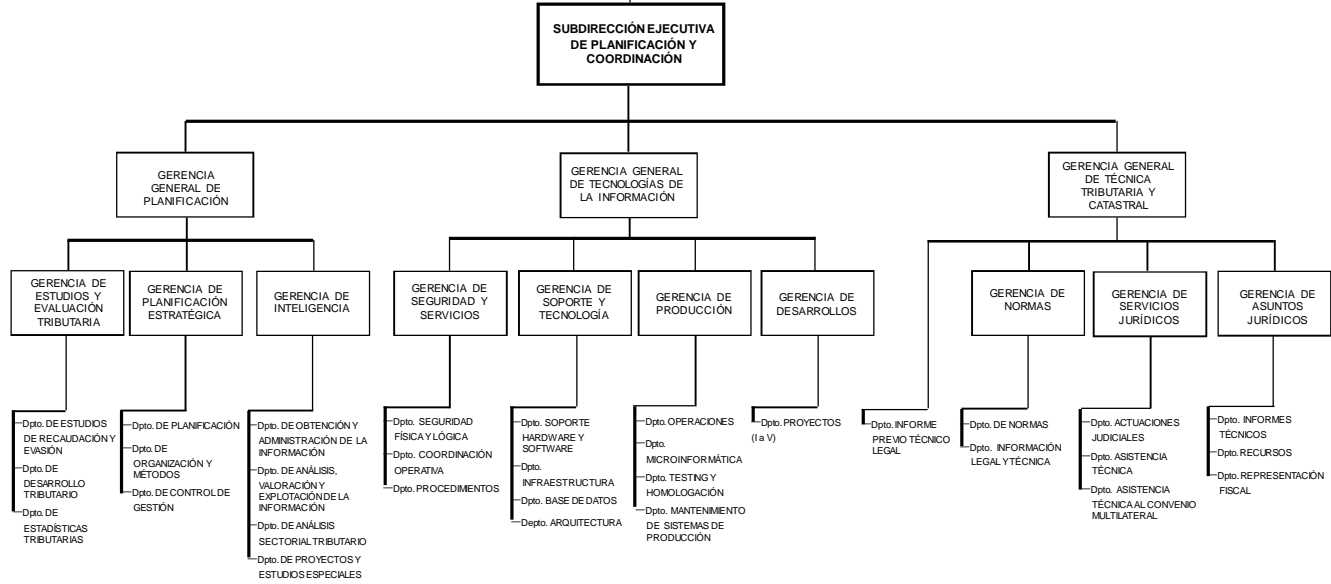 SUBDIRECCIÓN EJECUTIVA
DE PLANIFICACIÓN Y
COORDINACIÓN
GERENCIA
GENERAL DE
PLANIFICACIÓN
GERENCIA GENERAL
DE TECNOLOGÍAS DE
LA INFORMACIÓN
GERENCIA GENERAL
DE TÉCNICA
TRIBUTARIA Y
CATASTRAL
GERENCIA DE
ESTUDIOS Y
EVALUACIÓN
TRIBUTARIA
GERENCIA DE
PLANIFICACIÓN
ESTRATÉGICA
GERENCIA DE
INTELIGENCIA
GERENCIA DE
SEGURIDAD Y
SERVICIOS
GERENCIA DE
SOPORTE Y
TECNOLOGÍA
GERENCIA DE
PRODUCCIÓN
GERENCIA DE
DESARROLLOS
GERENCIA DE
NORMAS
GERENCIA DE
SERVICIOS
JURÍDICOS
GERENCIA DE
ASUNTOS
JURÍDICOS
Dpto. DE ESTUDIOS
DE RECAUDACIÓN Y
EVASIÓN
Dpto. DE
DESARROLLO
TRIBUTARIO
Dpto. DE
ESTADÍSTICAS
TRIBUTARIAS
Dpto. DE PLANIFICACIÓN
Dpto. DE
ORGANIZACIÓN Y
MÉTODOS
Dpto. DE CONTROL DE
GESTIÓN
Dpto. DE OBTENCIÓN Y
ADMINISTRACIÓN DE LA
INFORMACIÓN
Dpto. DE ANÁLISIS,
VALORACIÓN Y
EXPLOTACIÓN DE LA
INFORMACIÓN
Dpto. DE ANÁLISIS
SECTORIAL TRIBUTARIO
Dpto. DE PROYECTOS Y
ESTUDIOS ESPECIALES
Dpto. SEGURIDAD
FÍSICA Y LÓGICA
Dpto. COORDINACIÓN
OPERATIVA
Dpto. PROCEDIMIENTOS
Dpto. SOPORTE
HARDWARE Y
SOFTWARE
Dpto.
INFRAESTRUCTURA
Dpto. BASE DE DATOS
Depto. ARQUITECTURA
Dpto. OPERACIONES
Dpto.
MICROINFORMÁTICA
Dpto. TESTING Y
HOMOLOGACIÓN
Dpto. MANTENIMIENTO
DE SISTEMAS DE
PRODUCCIÓN
Dpto. PROYECTOS
(I a V)
Dpto. INFORME
PREVIO TÉCNICO
LEGAL
Dpto. DE NORMAS
Dpto. INFORMACIÓN
LEGAL Y TÉCNICA
Dpto. ACTUACIONES
JUDICIALES
Dpto. ASISTENCIA
TÉCNICA
Dpto. ASISTENCIA
TÉCNICA AL CONVENIO
MULTILATERAL
Dpto. INFORMES
TÉCNICOS
Dpto. RECURSOS
Dpto. REPRESENTACIÓN
FISCAL